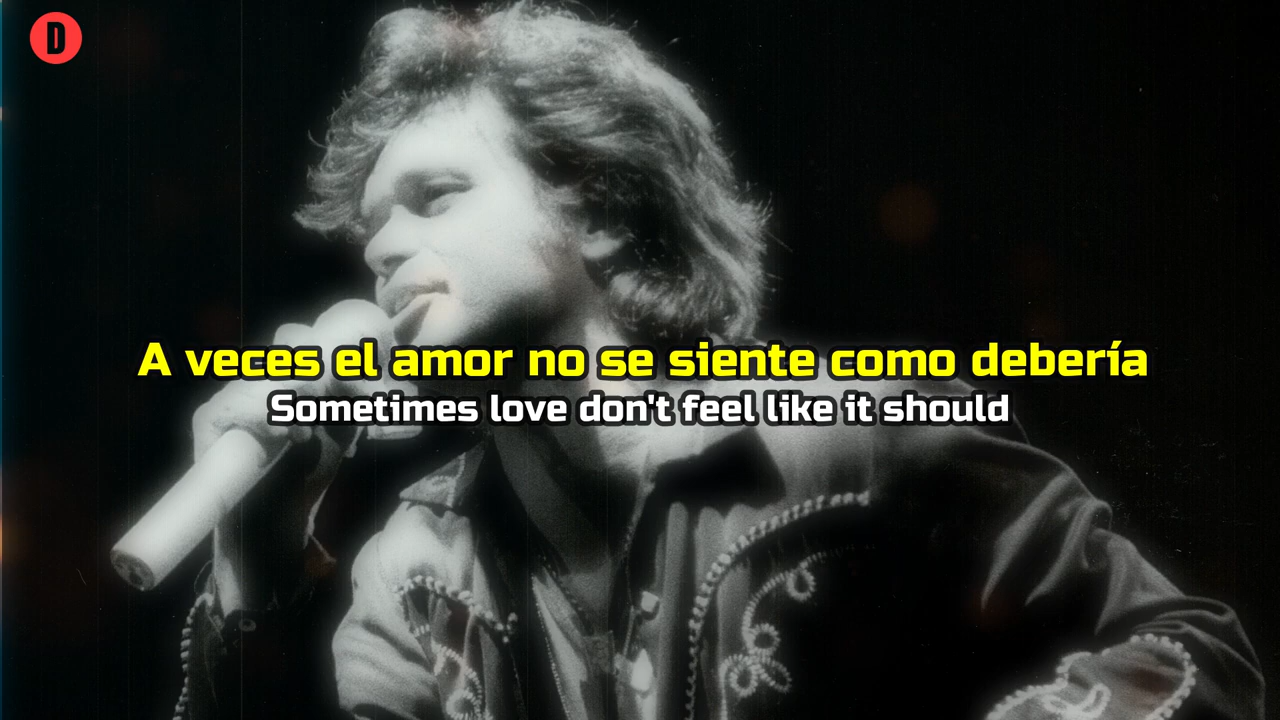 D
A veces el amor no se siente como debería
Sometimes love don't feel like it should